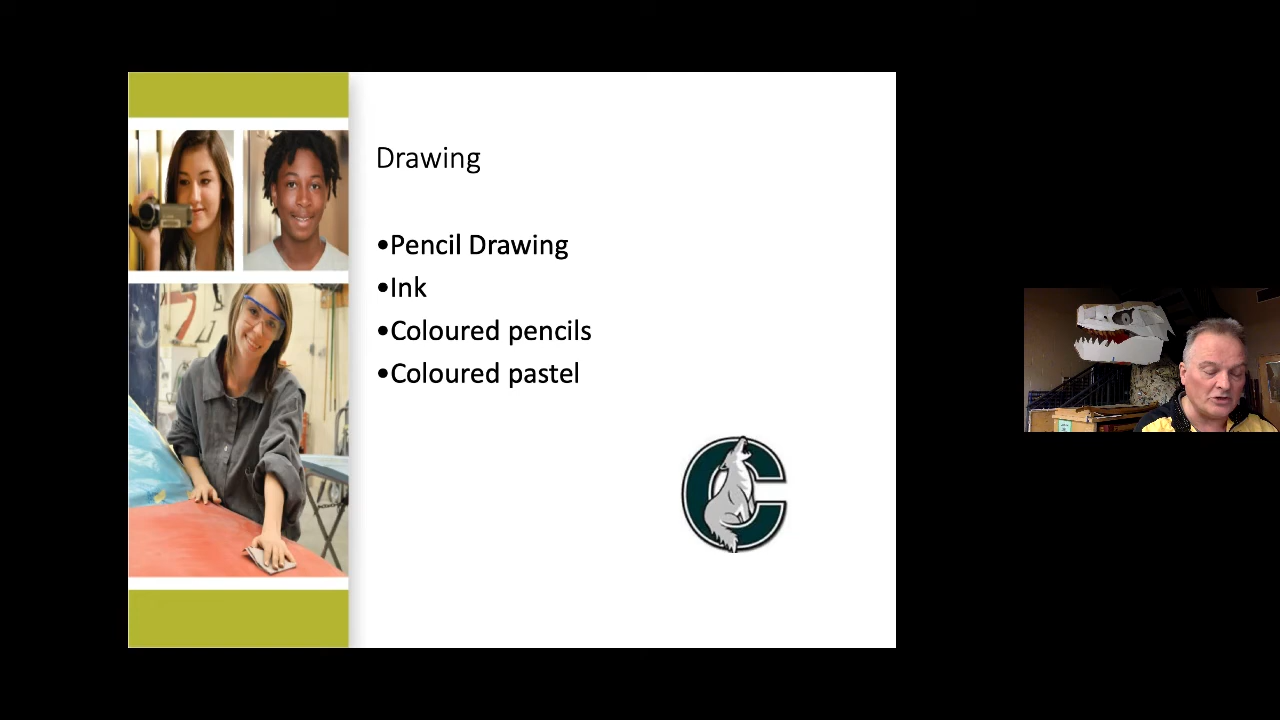 Drawing
•Pencil Drawing
•Ink
•Coloured pencils
•Coloured pastel